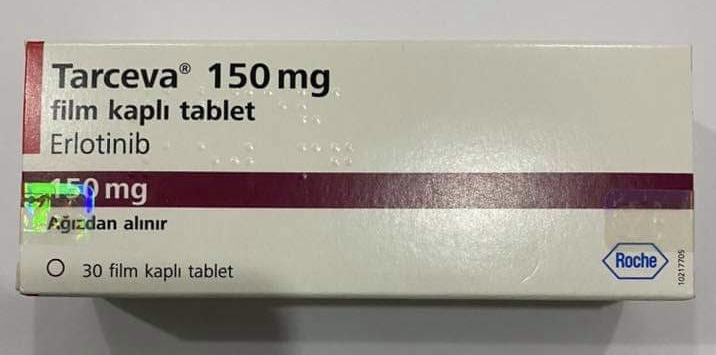 Tarceva® 150 mg
film kaplı tablet
Erlotinib
150 mg
Ağızdan alınır
30 film kaplı tablet
Roche
10217705